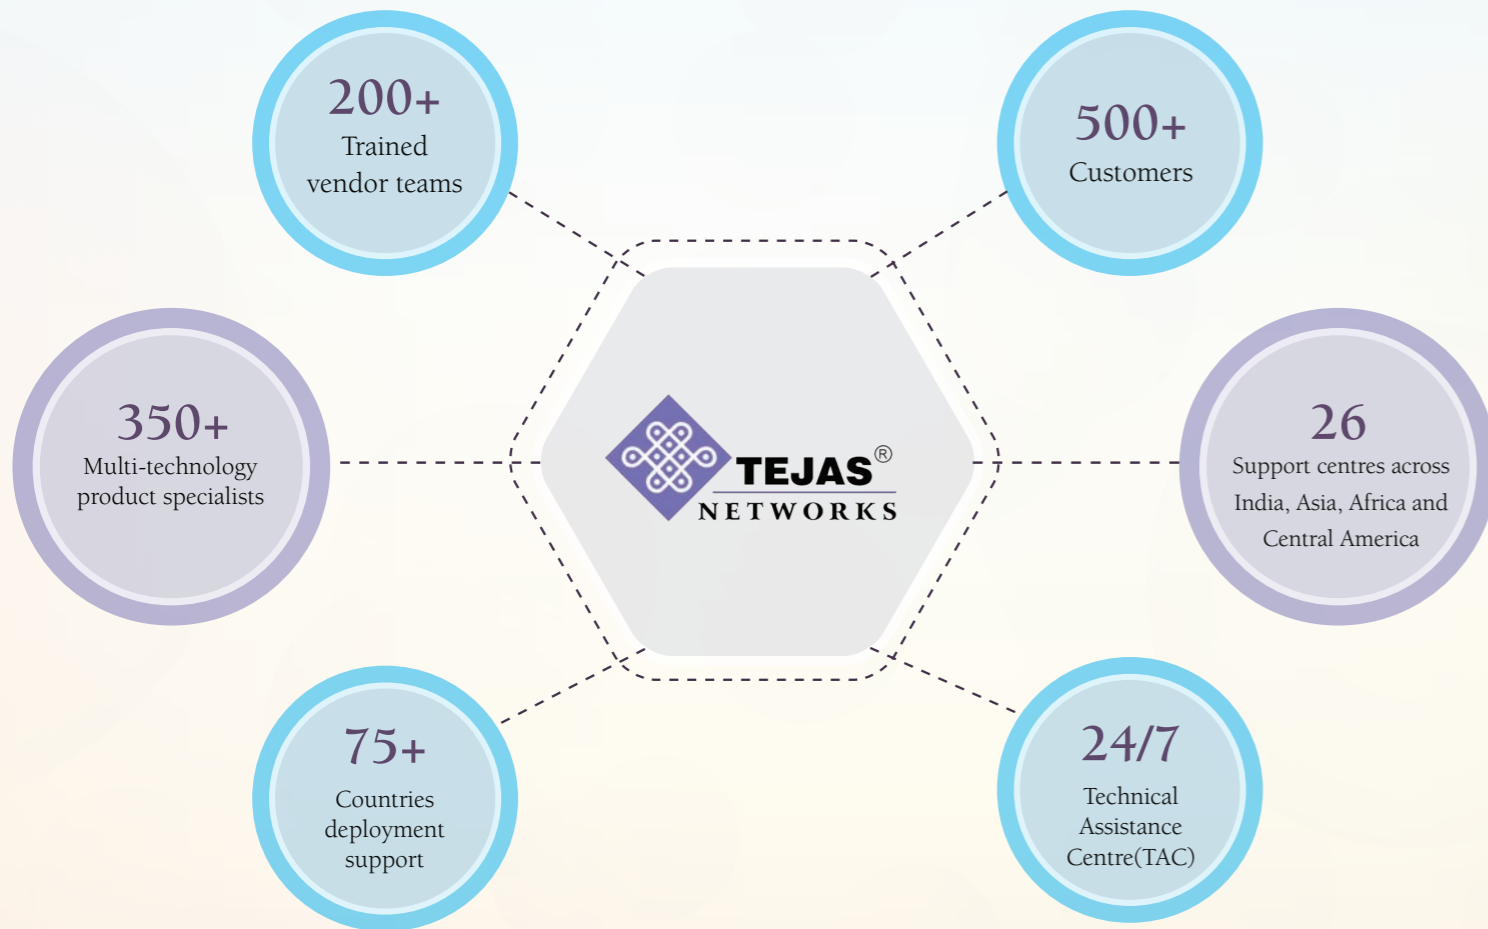 200+
Trained
vendor teams
500+
Customers
350+
Multi-technology
product specialists
TEJAS®
NETWORKS
26
Support centres across
India, Asia, Africa and
Central America
75+
Countries
deployment
support
24/7
Technical
Assistance
Centre(TAC)